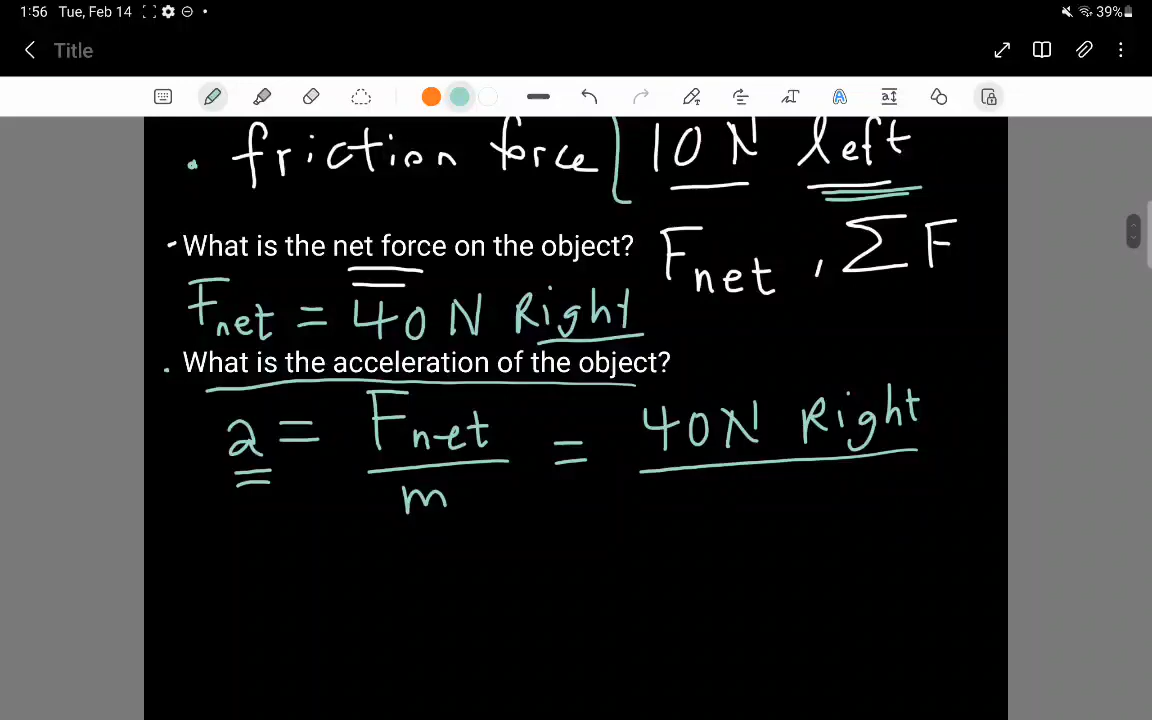 1:56 Tue, Feb 14 39%
Title
• friction force 10 N left
- What is the net force on the object? Fnet , ΣF
Fnet = 40 N Right
. What is the acceleration of the object?
a = Fnet / m = 40 N Right